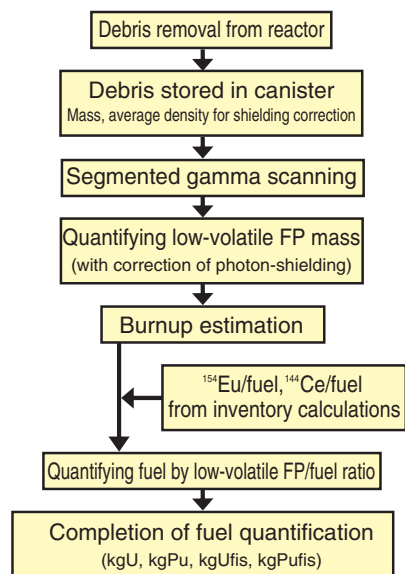 Debris removal from reactor
Debris stored in canister
Mass, average density for shielding correction
Segmented gamma scanning
Quantifying low-volatile FP mass
(with correction of photon-shielding)
Burnup estimation
¹⁵⁴Eu/fuel,¹⁴⁴Ce/fuel
from inventory calculations
Quantifying fuel by low-volatile FP/fuel ratio
Completion of fuel quantification
(kgU, kgPu, kgUfis, kgPufis)